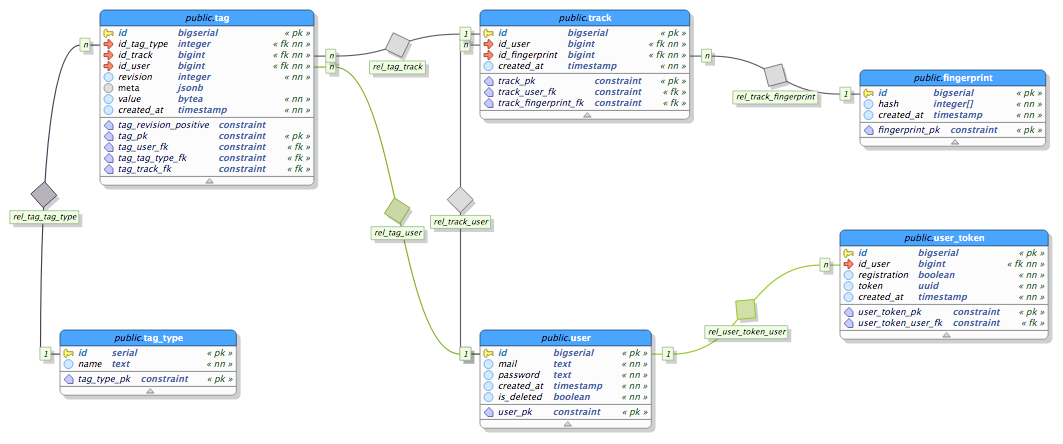 public.tag
id bigserial « pk »
id_tag_type integer « fk nn »
id_track bigint « fk nn »
id_user bigint « fk nn »
revision integer « nn »
meta jsonb
value bytea « nn »
created_at timestamp « nn »
tag_revision_positive constraint
tag_pk constraint « pk »
tag_user_fk constraint « fk »
tag_tag_type_fk constraint « fk »
tag_track_fk constraint « fk »
n
n
n
rel_tag_track
1
n
public.track
id bigserial « pk »
id_user bigint « fk nn »
id_fingerprint bigint « fk nn »
created_at timestamp « nn »
track_pk constraint « pk »
track_user_fk constraint « fk »
track_fingerprint_fk constraint « fk »
n
rel_track_fingerprint
1
public.fingerprint
id bigserial « pk »
hash integer[] « nn »
created_at timestamp « nn »
fingerprint_pk constraint « pk »
rel_tag_tag_type
rel_tag_user
rel_track_user
public.user_token
id bigserial « pk »
id_user bigint « fk nn »
registration boolean « nn »
token uuid « nn »
created_at timestamp « nn »
user_token_pk constraint « pk »
user_token_user_fk constraint « fk »
n
rel_user_token_user
1
public.tag_type
id serial « pk »
name text « nn »
tag_type_pk constraint « pk »
1
public.user
id bigserial « pk »
mail text « nn »
password text « nn »
created_at timestamp « nn »
is_deleted boolean « nn »
user_pk constraint « pk »
1